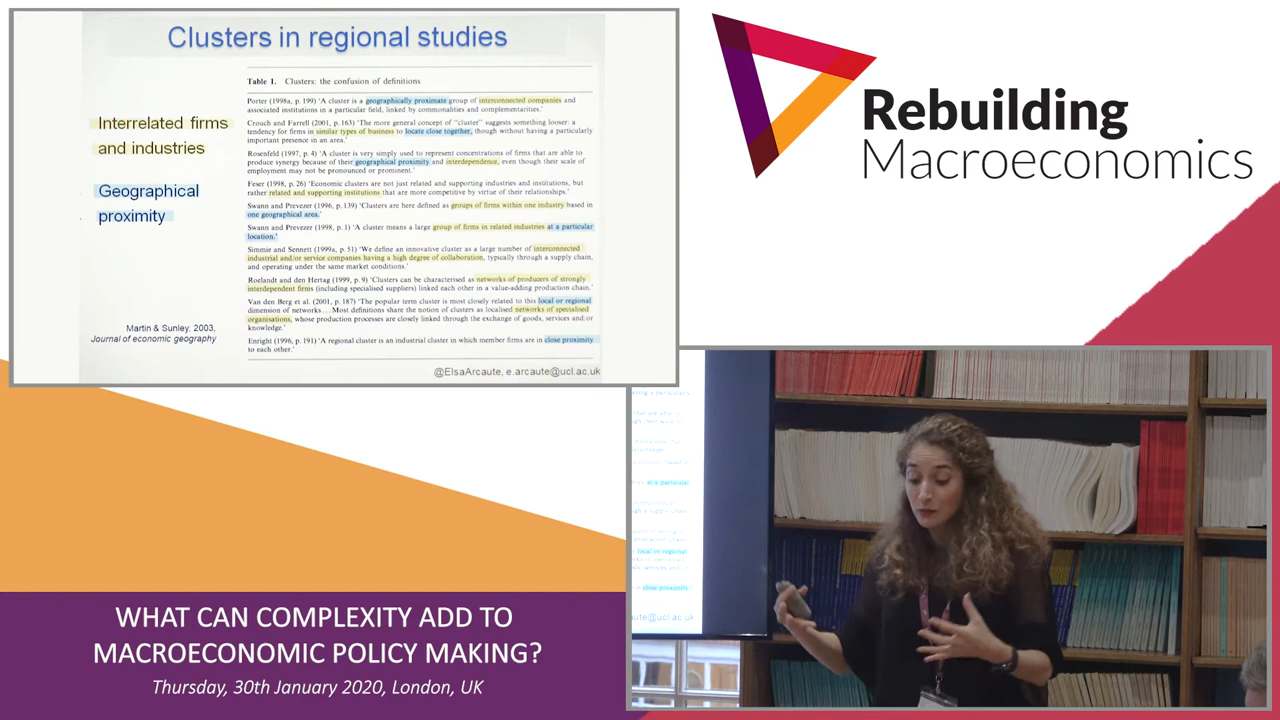 Clusters in regional studies
Interrelated firms
and industries
Geographical
proximity
Martin & Sunley, 2003,
Journal of economic geography
Table 1. Clusters: the confusion of definitions
Porter (1998a, p. 199) 'A cluster is a geographically proximate group of interconnected companies and
associated institutions in a particular field, linked by commonalities and complementarities.'
Crouch and Farrell (2001, p. 163) 'The more general concept of "cluster" suggests something looser: a
tendency for firms in similar types of business to locate close together, though without having a particularly
important presence in an area.'
Rosenfeld (1997, p. 4) 'A cluster is very simply used to represent concentrations of firms that are able to
produce synergy because of their geographical proximity and interdependence, even though their scale of
employment may not be pronounced or prominent.'
Feser (1998, p. 26) 'Economic clusters are not just related and supporting industries and institutions, but
rather related and supporting institutions that are more competitive by virtue of their relationships.'
Swann and Prevezer (1996, p. 139) 'Clusters are here defined as groups of firms within one industry based in
one geographical area.'
Swann and Prevezer (1998, p. 1) 'A cluster means a large group of firms in related industries at a particular
location.'
Simmie and Sennett (1999a, p. 51) 'We define an innovative cluster as a large number of interconnected
industrial and/or service companies having a high degree of collaboration, typically through a supply chain,
and operating under the same market conditions.'
Roelandt and den Hertag (1999, p. 9) 'Clusters can be characterised as networks of producers of strongly
interdependent firms (including specialised suppliers) linked each other in a value-adding production chain.'
Van den Berg et al. (2001, p. 187) 'The popular term cluster is most closely related to this local or regional
dimension of networks... Most definitions share the notion of clusters as localised networks of specialised
organisations, whose production processes are closely linked through the exchange of goods, services and/or
knowledge.'
Enright (1996, p. 191) 'A regional cluster is an industrial cluster in which member firms are in close proximity
to each other.'
@ElsaArcaute, e.arcaute@ucl.ac.uk
Rebuilding
Macroeconomics
at a particular
local or regional
close proximity
aute@ucl.ac.uk
WHAT CAN COMPLEXITY ADD TO
MACROECONOMIC POLICY MAKING?
Thursday, 30th January 2020, London, UK